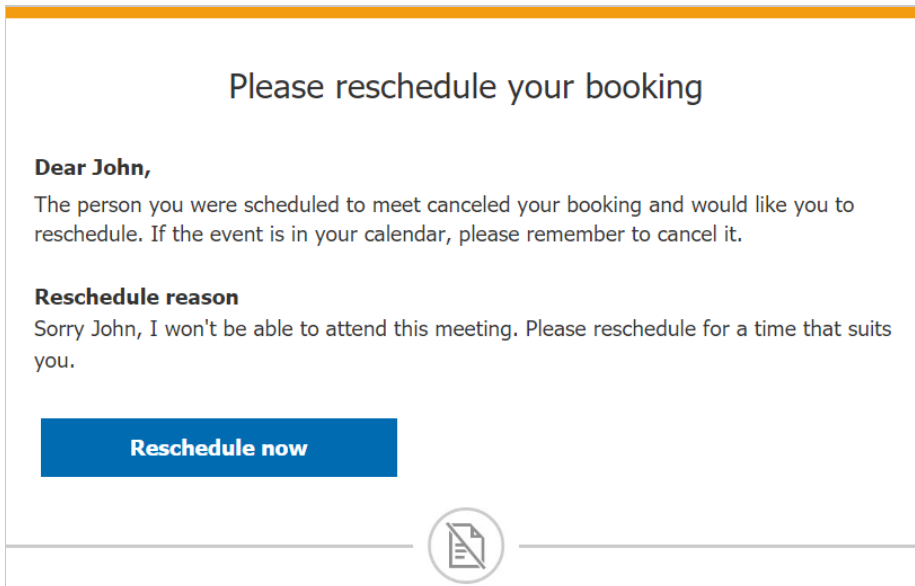 Please reschedule your booking
Dear John,
The person you were scheduled to meet canceled your booking and would like you to
reschedule. If the event is in your calendar, please remember to cancel it.
Reschedule reason
Sorry John, I won't be able to attend this meeting. Please reschedule for a time that suits
you.
Reschedule now